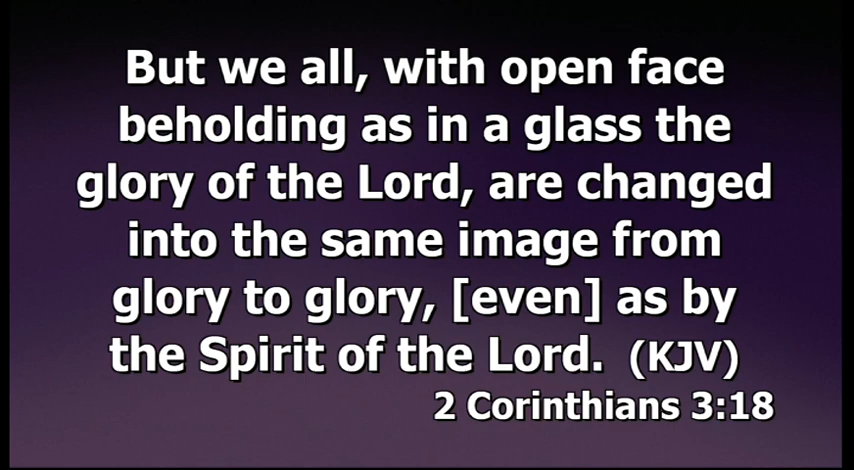 But we all, with open face
beholding as in a glass the
glory of the Lord, are changed
into the same image from
glory to glory, [even] as by
the Spirit of the Lord. (KJV)
2 Corinthians 3:18